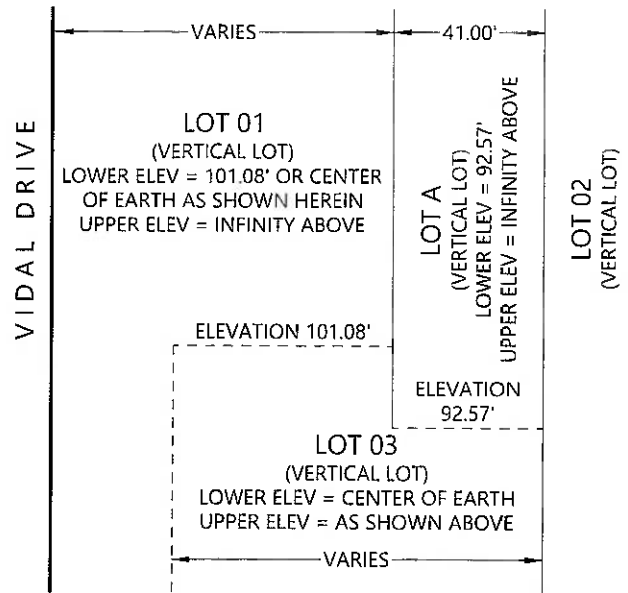 VARIES
41.00'
VIDAL DRIVE
LOT 01
(VERTICAL LOT)
LOWER ELEV = 101.08' OR CENTER
OF EARTH AS SHOWN HEREIN
UPPER ELEV = INFINITY ABOVE
LOT A
(VERTICAL LOT)
LOWER ELEV = 92.57'
UPPER ELEV = INFINITY ABOVE
LOT 02
(VERTICAL LOT)
ELEVATION 101.08'
ELEVATION
92.57'
LOT 03
(VERTICAL LOT)
LOWER ELEV = CENTER OF EARTH
UPPER ELEV = AS SHOWN ABOVE
VARIES